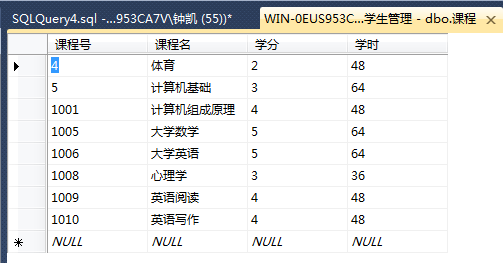 SQLQuery4.sql -...953CA7V\钟凯 (55))* WIN-0EUS953C...学生管理 - dbo.课程
课程号 课程名 学分 学时
4 体育 2 48
5 计算机基础 3 64
1001 计算机组成原理 4 48
1005 大学数学 5 64
1006 大学英语 5 64
1008 心理学 3 36
1009 英语阅读 4 48
1010 英语写作 4 48
NULL NULL NULL NULL